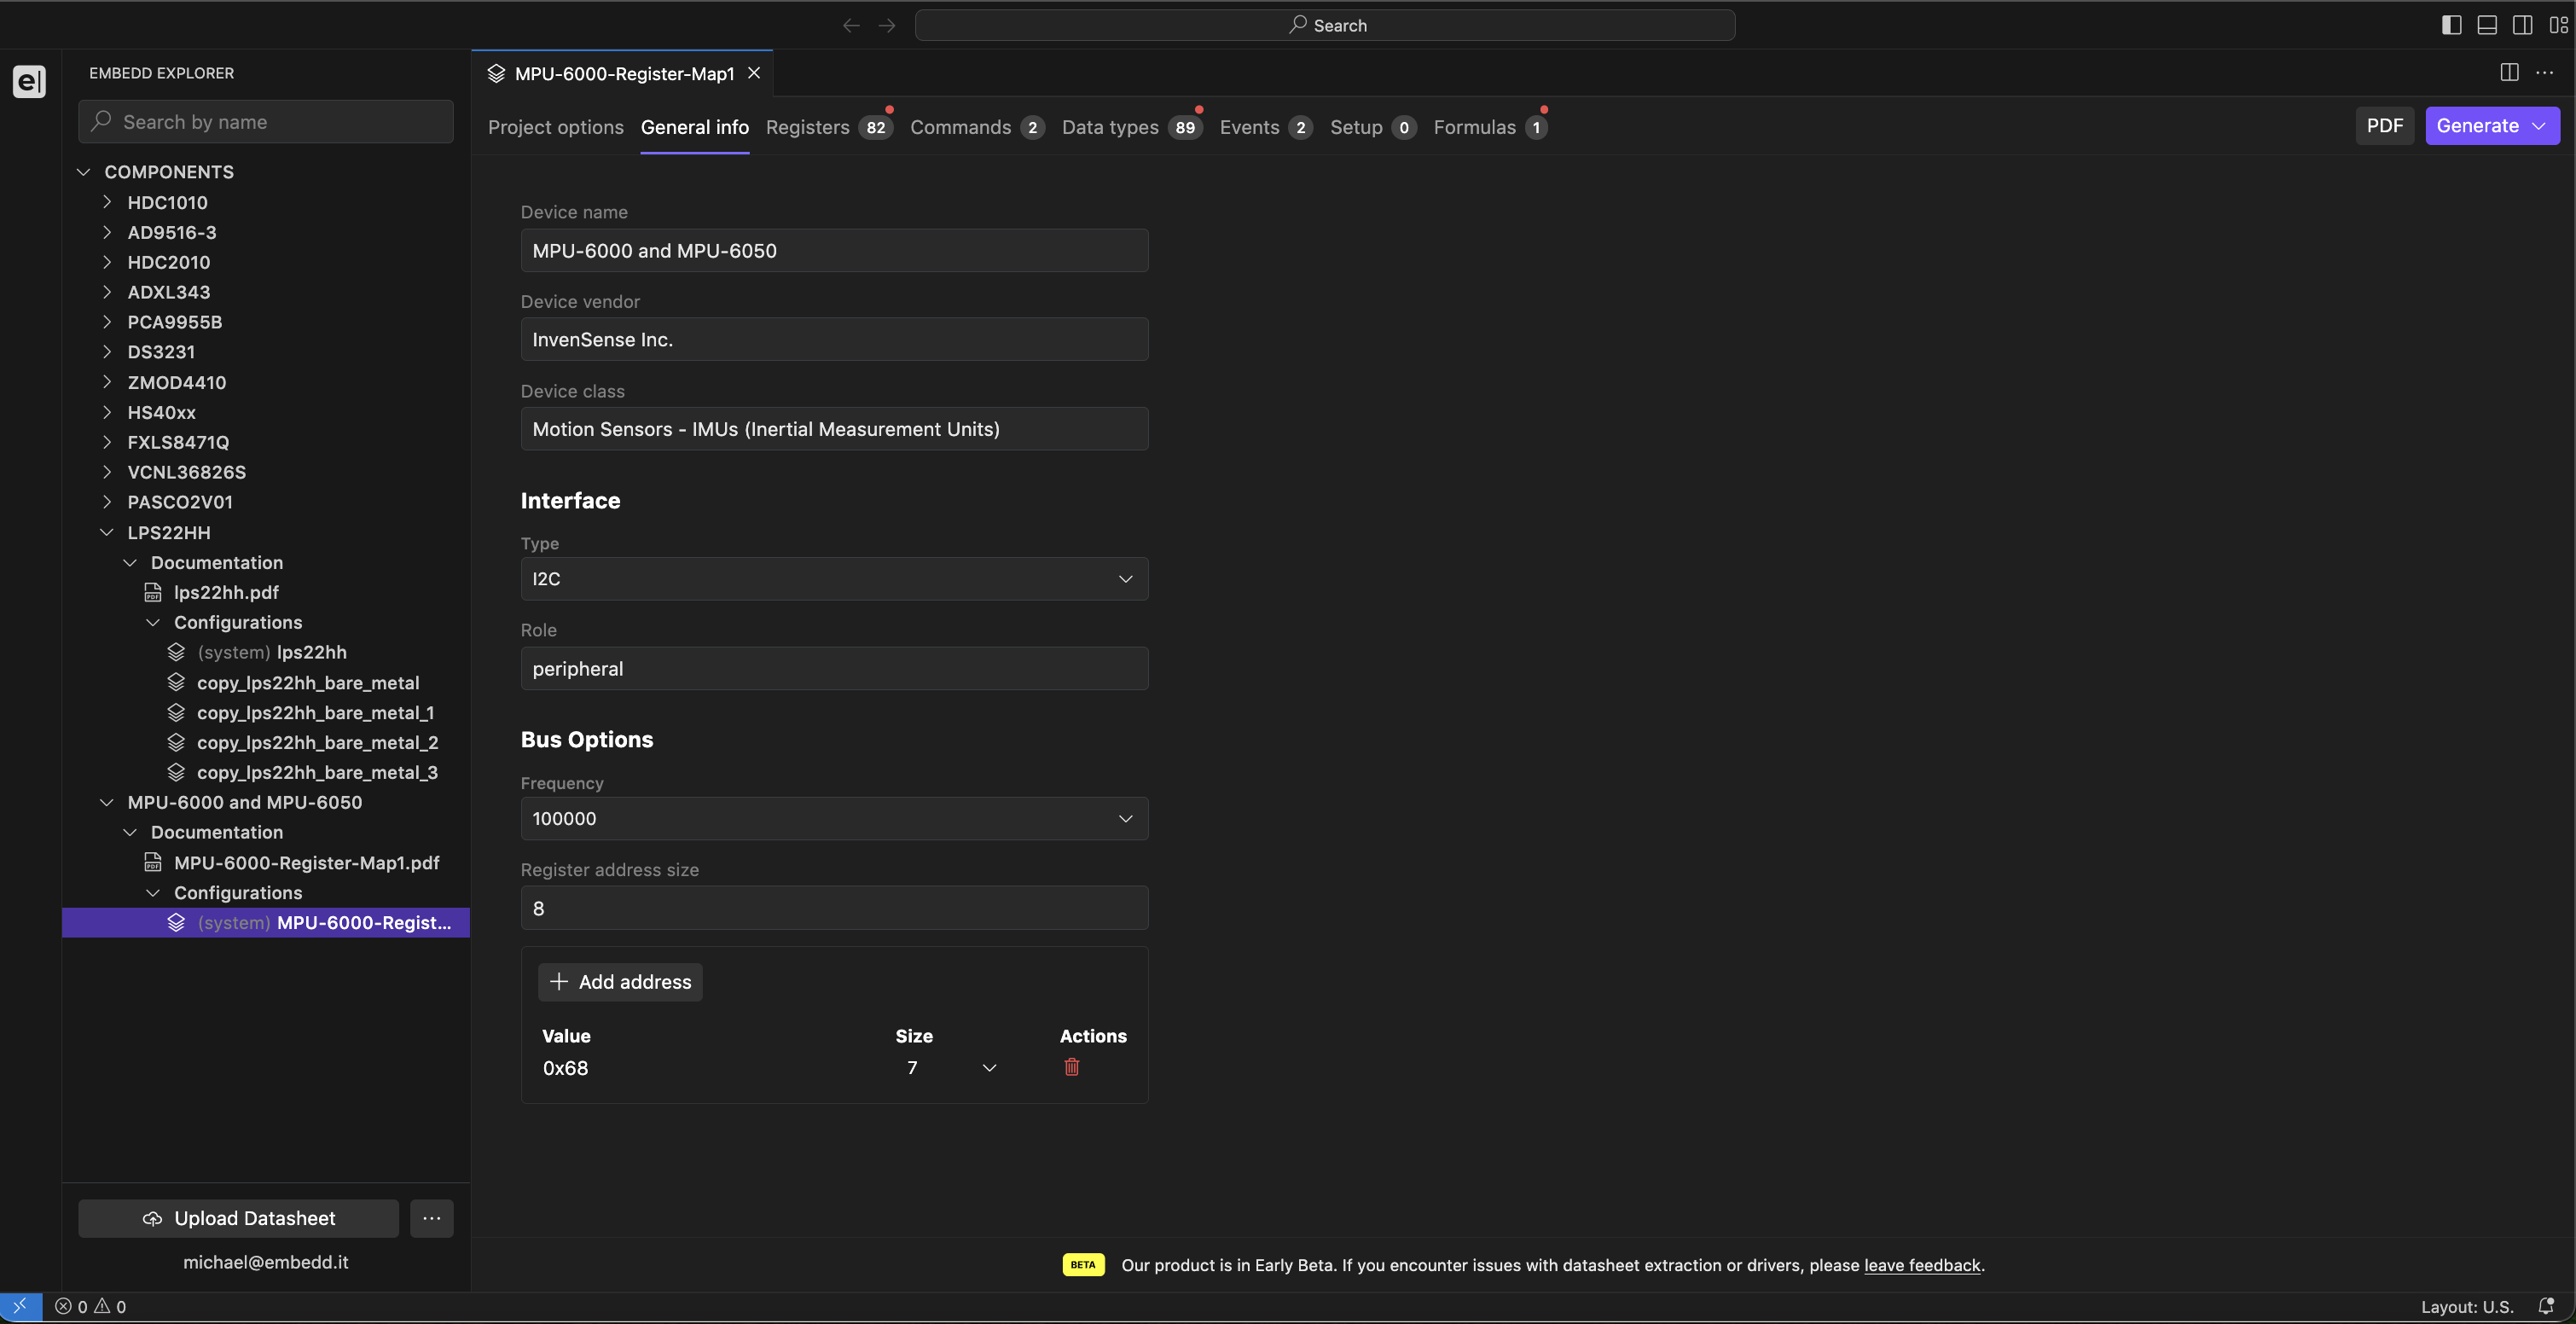 Search
e|
EMBEDD EXPLORER
Search by name
COMPONENTS
HDC1010
AD9516-3
HDC2010
ADXL343
PCA9955B
DS3231
ZMOD4410
HS40xx
FXLS8471Q
VCNL36826S
PASCO2V01
LPS22HH
Documentation
lps22hh.pdf
Configurations
(system) lps22hh
copy_lps22hh_bare_metal
copy_lps22hh_bare_metal_1
copy_lps22hh_bare_metal_2
copy_lps22hh_bare_metal_3
MPU-6000 and MPU-6050
Documentation
MPU-6000-Register-Map1.pdf
Configurations
(system) MPU-6000-Regist...
Upload Datasheet
michael@embedd.it
MPU-6000-Register-Map1
Project options General info Registers 82 Commands 2 Data types 89 Events 2 Setup 0 Formulas 1 PDF Generate
Device name
MPU-6000 and MPU-6050
Device vendor
InvenSense Inc.
Device class
Motion Sensors - IMUs (Inertial Measurement Units)
Interface
Type
I2C
Role
peripheral
Bus Options
Frequency
100000
Register address size
8
Add address
Value Size Actions
0x68 7
BETA Our product is in Early Beta. If you encounter issues with datasheet extraction or drivers, please leave feedback.
0 0 Layout: U.S.